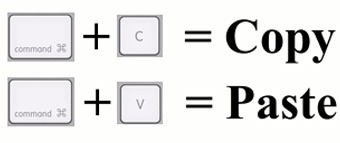 command ⌘ + C = Copy
command ⌘ + V = Paste